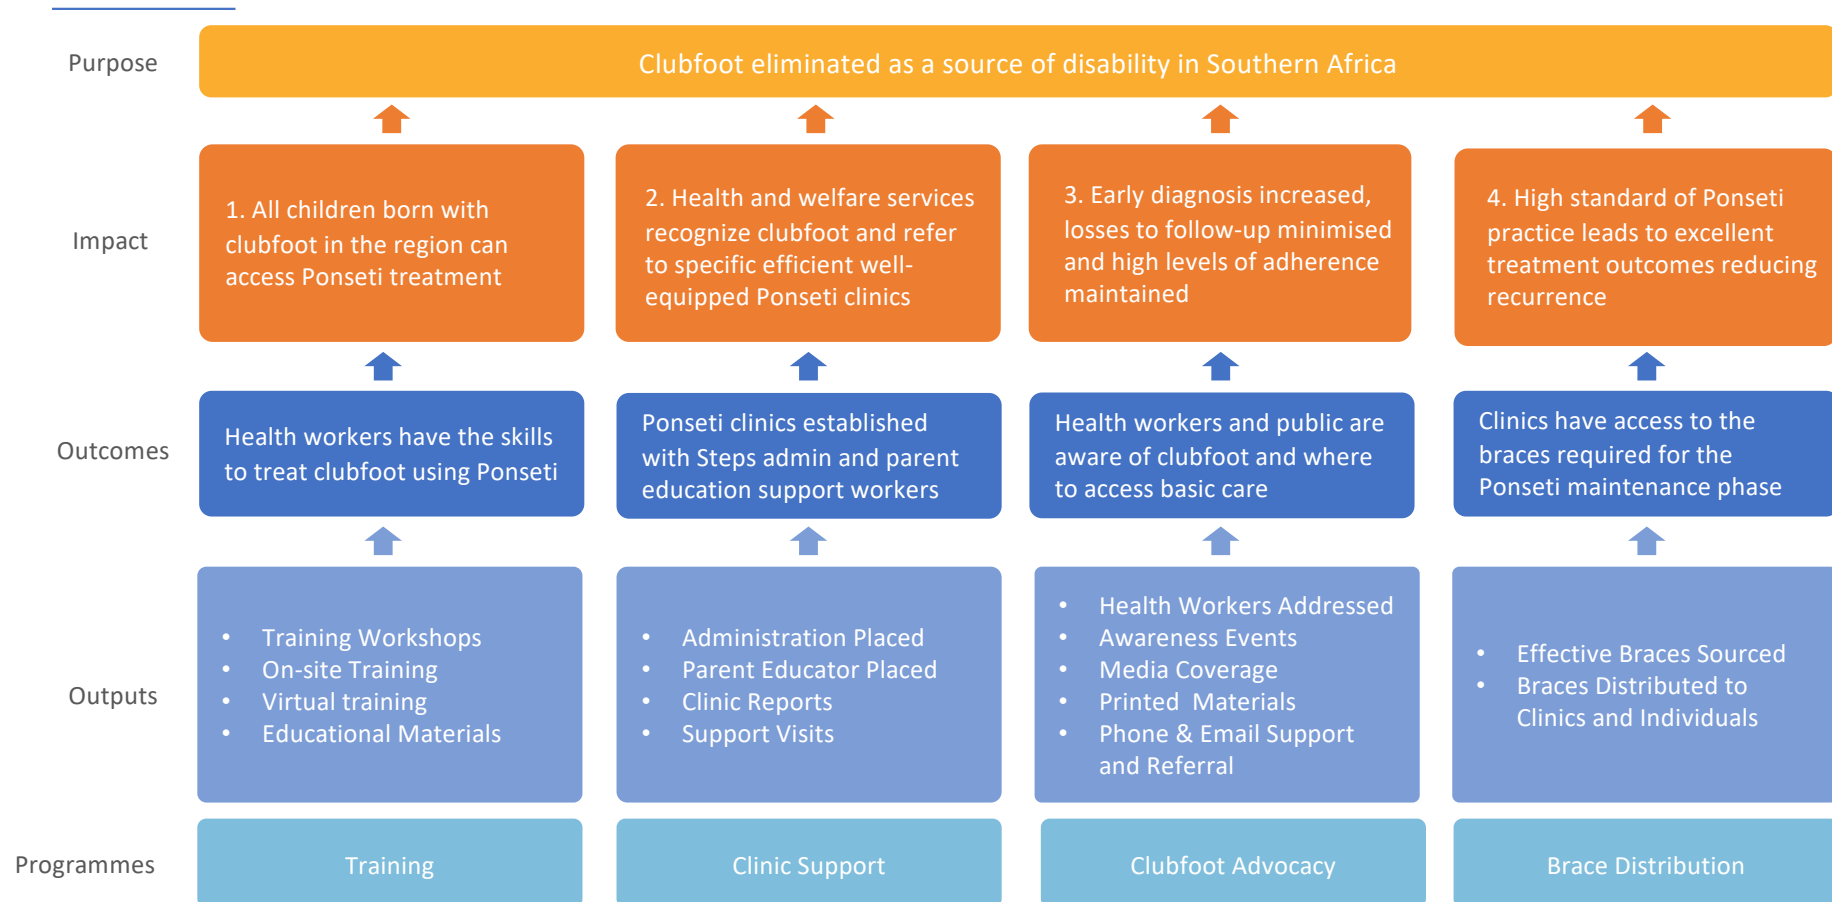 Purpose
Clubfoot eliminated as a source of disability in Southern Africa
Impact
1. All children born with
clubfoot in the region can
access Ponseti treatment
2. Health and welfare services
recognize clubfoot and refer
to specific efficient well-
equipped Ponseti clinics
3. Early diagnosis increased,
losses to follow-up minimised
and high levels of adherence
maintained
4. High standard of Ponseti
practice leads to excellent
treatment outcomes reducing
recurrence
Outcomes
Health workers have the skills
to treat clubfoot using Ponseti
Ponseti clinics established
with Steps admin and parent
education support workers
Health workers and public are
aware of clubfoot and where
to access basic care
Clinics have access to the
braces required for the
Ponseti maintenance phase
Outputs
• Training Workshops
• On-site Training
• Virtual training
• Educational Materials
• Administration Placed
• Parent Educator Placed
• Clinic Reports
• Support Visits
• Health Workers Addressed
• Awareness Events
• Media Coverage
• Printed  Materials
• Phone & Email Support
and Referral
• Effective Braces Sourced
• Braces Distributed to
Clinics and Individuals
Programmes
Training
Clinic Support
Clubfoot Advocacy
Brace Distribution